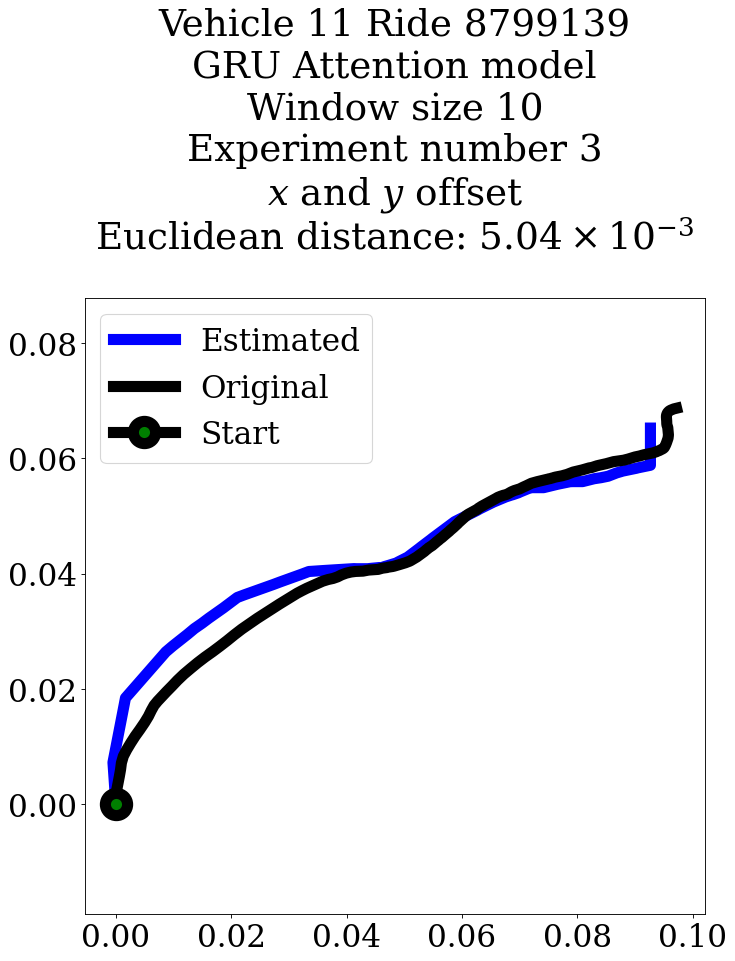 Vehicle 11 Ride 8799139
GRU Attention model
Window size 10
Experiment number 3
x and y offset
Euclidean distance: 5.04 × 10⁻³
Estimated
Original
Start
0.08
0.06
0.04
0.02
0.00
0.00 0.02 0.04 0.06 0.08 0.10